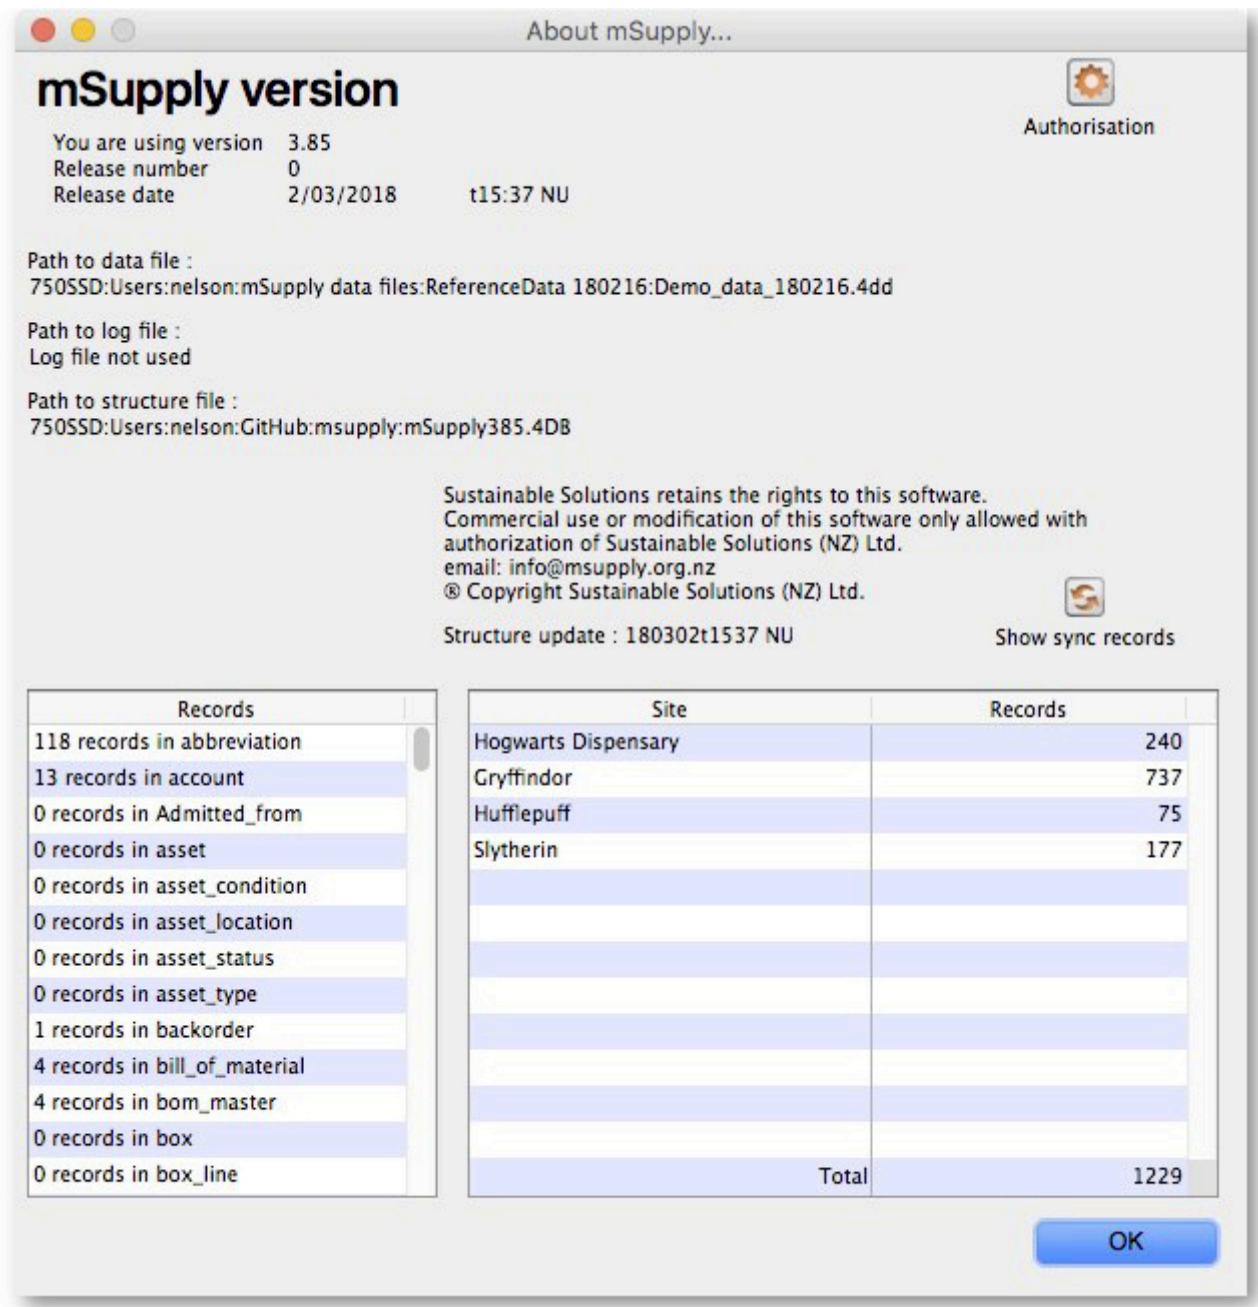 About mSupply...
mSupply version
Authorisation
You are using version 3.85
Release number 0
Release date 2/03/2018 t15:37 NU
Path to data file :
750SSD:Users:nelson:mSupply data files:ReferenceData 180216:Demo_data_180216.4dd
Path to log file :
Log file not used
Path to structure file :
750SSD:Users:nelson:GitHub:msupply:mSupply385.4DB
Sustainable Solutions retains the rights to this software.
Commercial use or modification of this software only allowed with
authorization of Sustainable Solutions (NZ) Ltd.
email: info@msupply.org.nz
® Copyright Sustainable Solutions (NZ) Ltd.
Structure update : 180302t1537 NU
Show sync records
Records
118 records in abbreviation
13 records in account
0 records in Admitted_from
0 records in asset
0 records in asset_condition
0 records in asset_location
0 records in asset_status
0 records in asset_type
1 records in backorder
4 records in bill_of_material
4 records in bom_master
0 records in box
0 records in box_line
Site Records
Hogwarts Dispensary 240
Gryffindor 737
Hufflepuff 75
Slytherin 177
Total 1229
OK